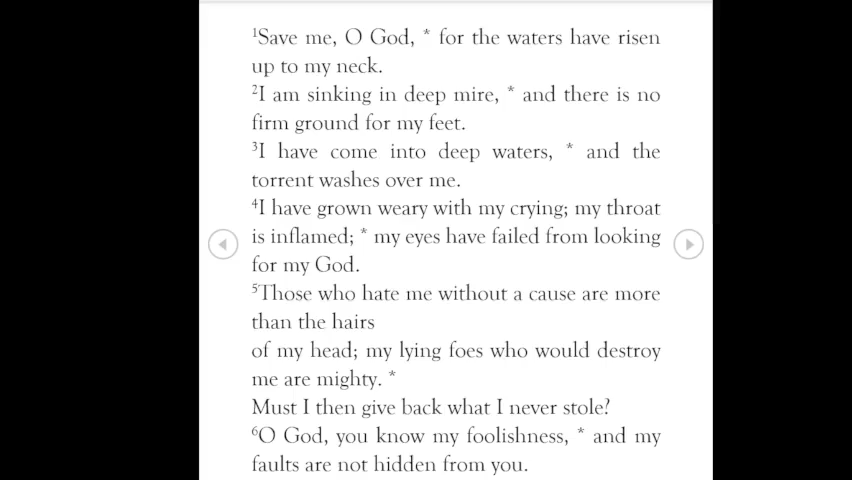 ¹Save me, O God, * for the waters have risen
up to my neck.
²I am sinking in deep mire, * and there is no
firm ground for my feet.
³I have come into deep waters, * and the
torrent washes over me.
⁴I have grown weary with my crying; my throat
is inflamed; * my eyes have failed from looking
for my God.
⁵Those who hate me without a cause are more
than the hairs
of my head; my lying foes who would destroy
me are mighty. *
Must I then give back what I never stole?
⁶O God, you know my foolishness, * and my
faults are not hidden from you.